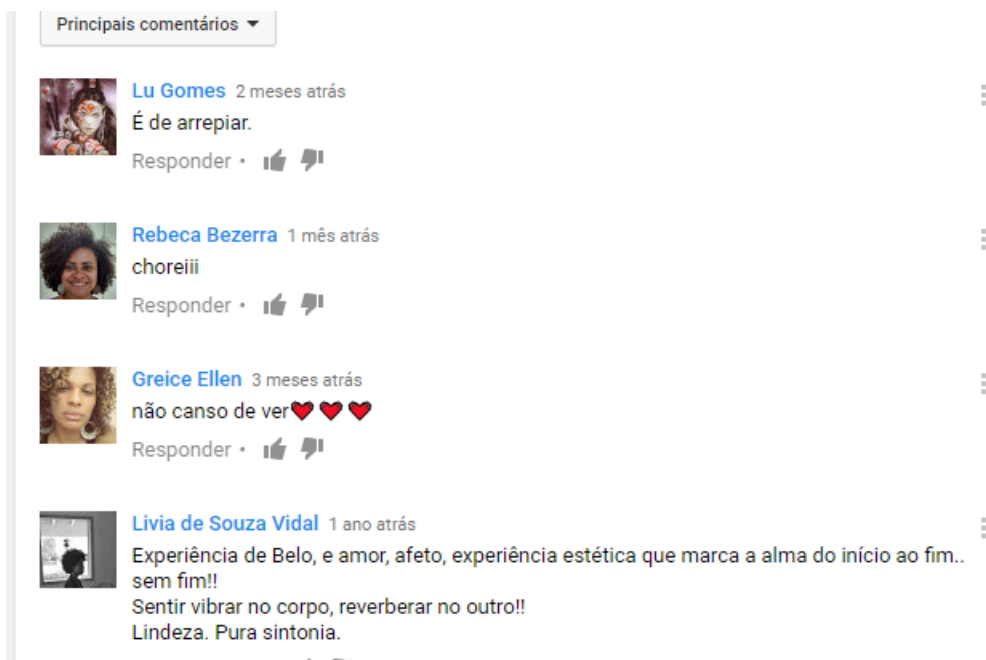 Principais comentários
Lu Gomes 2 meses atrás
É de arrepiar.
Responder •
Rebeca Bezerra 1 mês atrás
choreiii
Responder •
Greice Ellen 3 meses atrás
não canso de ver❤❤❤
Responder •
Livia de Souza Vidal 1 ano atrás
Experiência de Belo, e amor, afeto, experiência estética que marca a alma do início ao fim..
sem fim!!
Sentir vibrar no corpo, reverberar no outro!!
Lindeza. Pura sintonia.